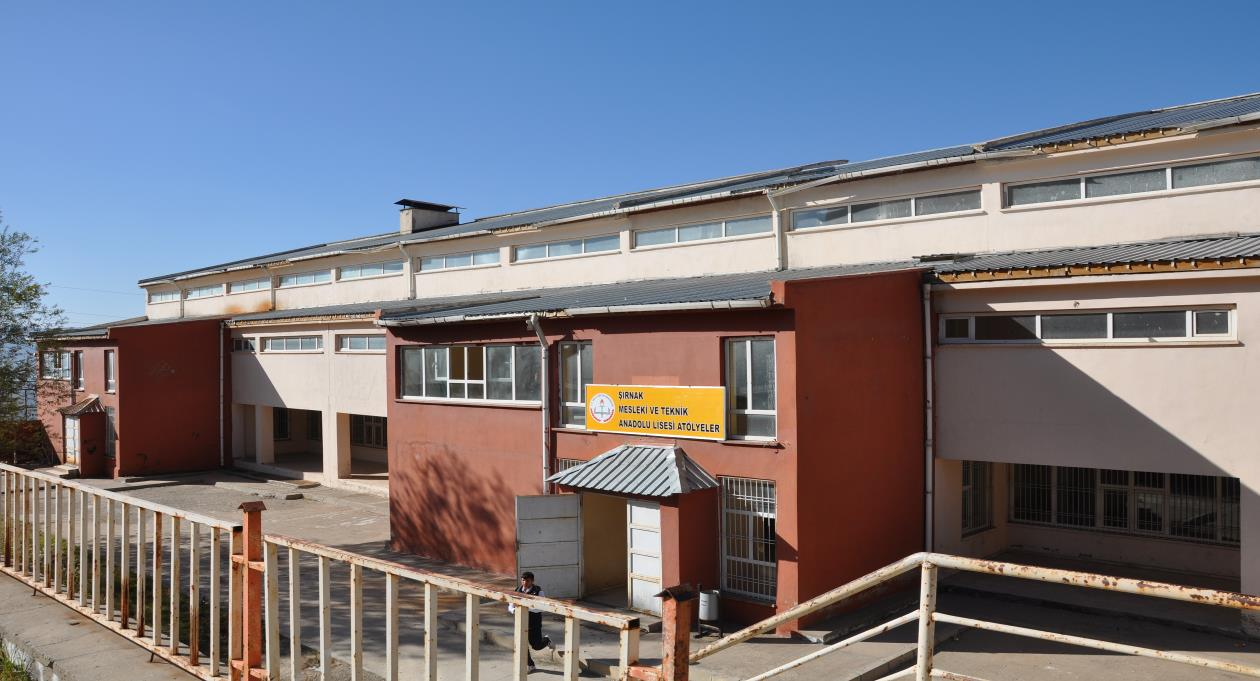 ŞIRNAK
MESLEKİ VE TEKNİK
ANADOLU LİSESİ ATÖLYELER